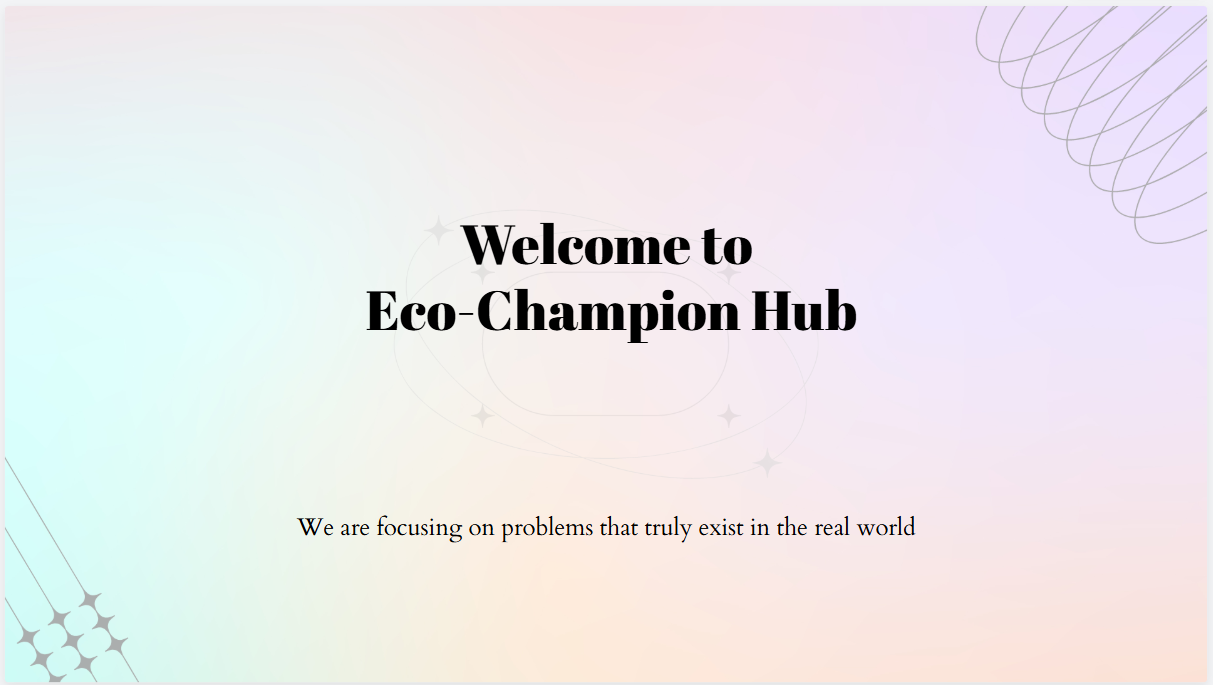 Welcome to
Eco-Champion Hub
We are focusing on problems that truly exist in the real world